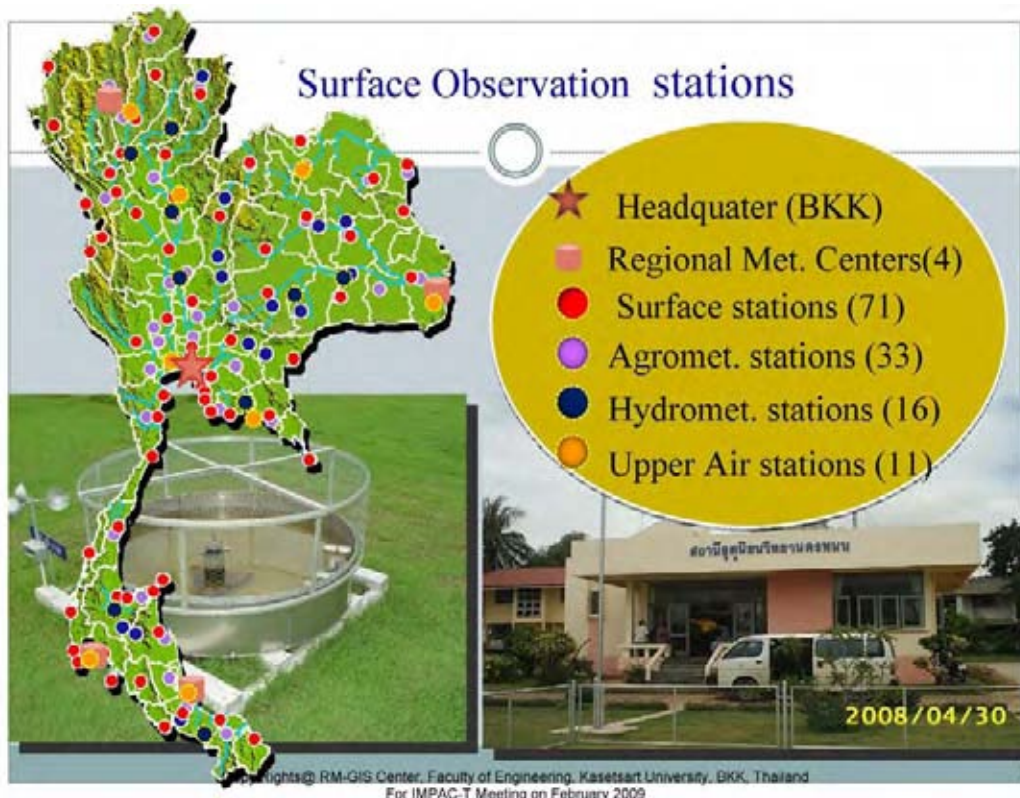 Surface Observation stations
Headquater (BKK)
Regional Met. Centers(4)
Surface stations (71)
Agromet. stations (33)
Hydromet. stations (16)
Upper Air stations (11)
สถานีอุตุนิยมวิทยานครพนม
2008/04/30
RM-GIS Center, Faculty of Engineering, Kasetsart University, BKK, Thailand
For IMPAC-T Meeting on February 2009